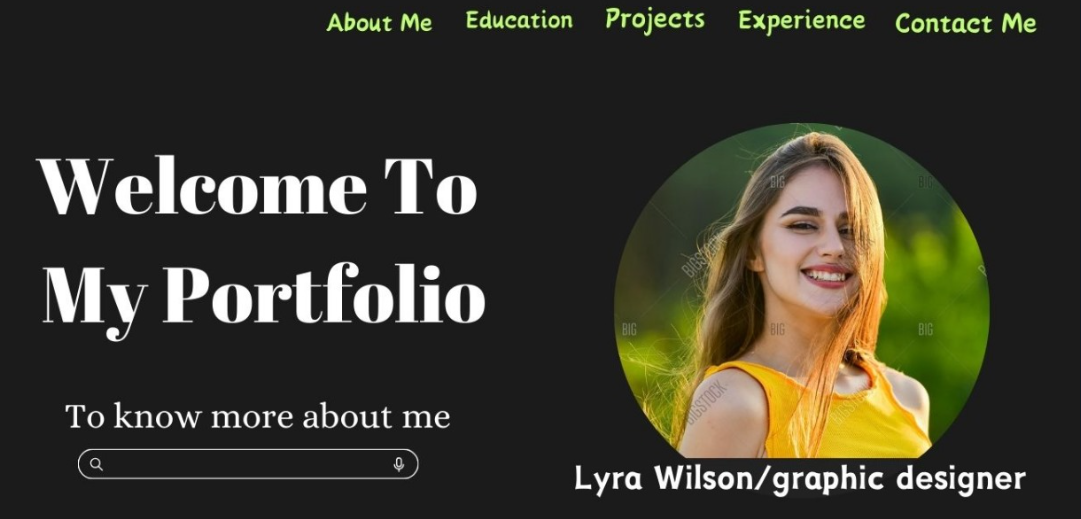 About Me Education Projects Experience Contact Me
Welcome To
My Portfolio
To know more about me
BIG
BIGSTOCK
BIG
BIG
BIG
BIGSTOCK
Lyra Wilson/graphic designer